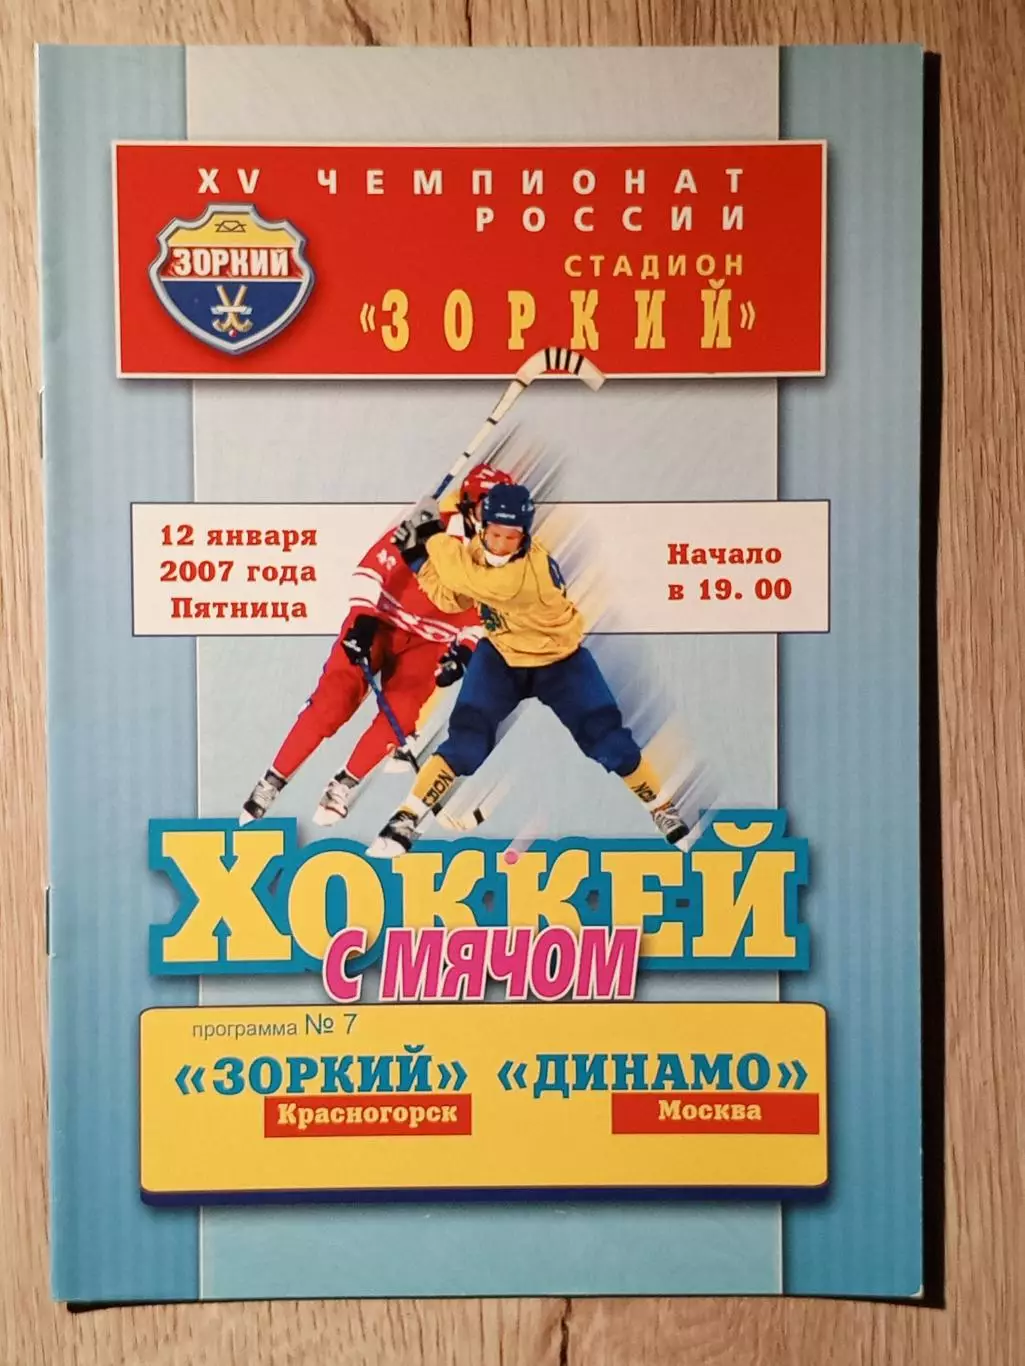 XV ЧЕМПИОНАТ
РОССИИ
СТАДИОН
«ЗОРКИЙ»
ЗОРКИЙ
12 января
2007 года
Пятница
Начало
в 19. 00
ХОККЕЙ
С МЯЧОМ
программа № 7
«ЗОРКИЙ» «ДИНАМО»
Красногорск Москва